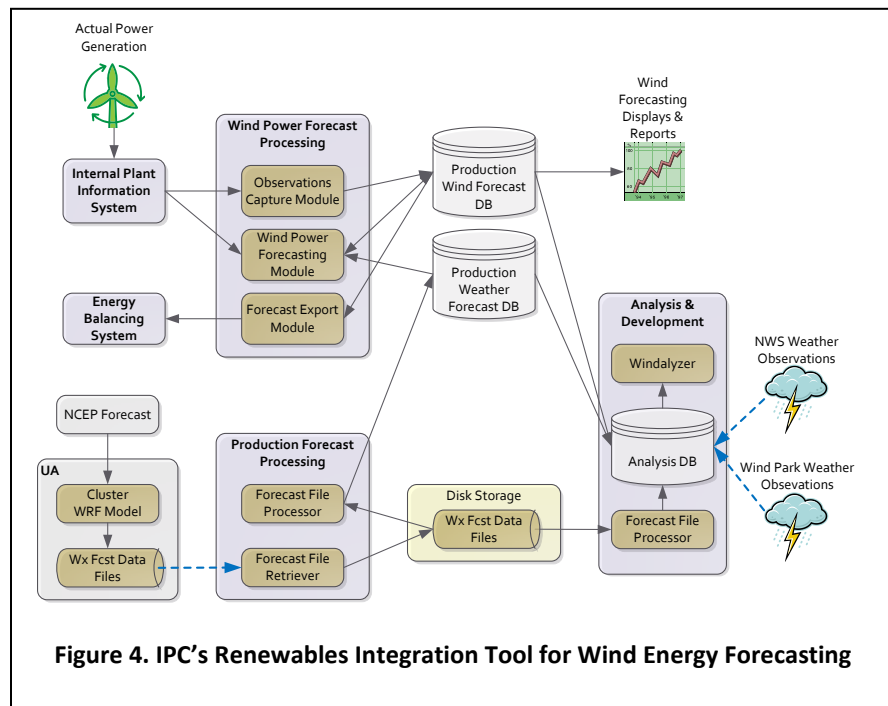 Actual Power
Generation
Wind Power Forecast
Processing
Internal Plant
Information
System
Observations
Capture Module
Wind Power
Forecasting
Module
Forecast Export
Module
Energy
Balancing
System
Production
Wind Forecast
DB
Production
Weather
Forecast DB
Wind
Forecasting
Displays &
Reports
Analysis &
Development
Windalyzer
Analysis DB
Forecast File
Processor
NWS Weather
Observations
Wind Park Weather
Obsevations
NCEP Forecast
UA
Cluster
WRF Model
Wx Fcst Data
Files
Production Forecast
Processing
Forecast File
Processor
Forecast File
Retriever
Disk Storage
Wx Fcst Data
Files
Figure 4. IPC's Renewables Integration Tool for Wind Energy Forecasting